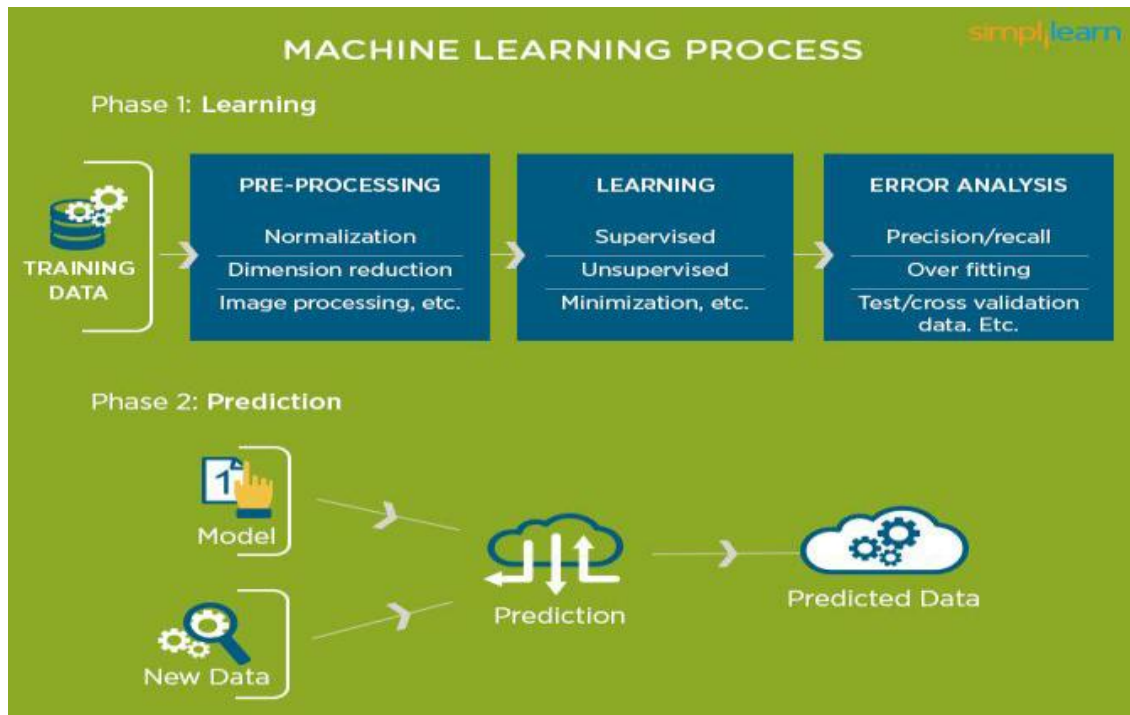 simplilearn
MACHINE LEARNING PROCESS
Phase 1: Learning
TRAINING
DATA
PRE-PROCESSING
Normalization
Dimension reduction
Image processing, etc.
LEARNING
Supervised
Unsupervised
Minimization, etc.
ERROR ANALYSIS
Precision/recall
Over fitting
Test/cross validation
data. Etc.
Phase 2: Prediction
1
Model
New Data
Prediction
Predicted Data